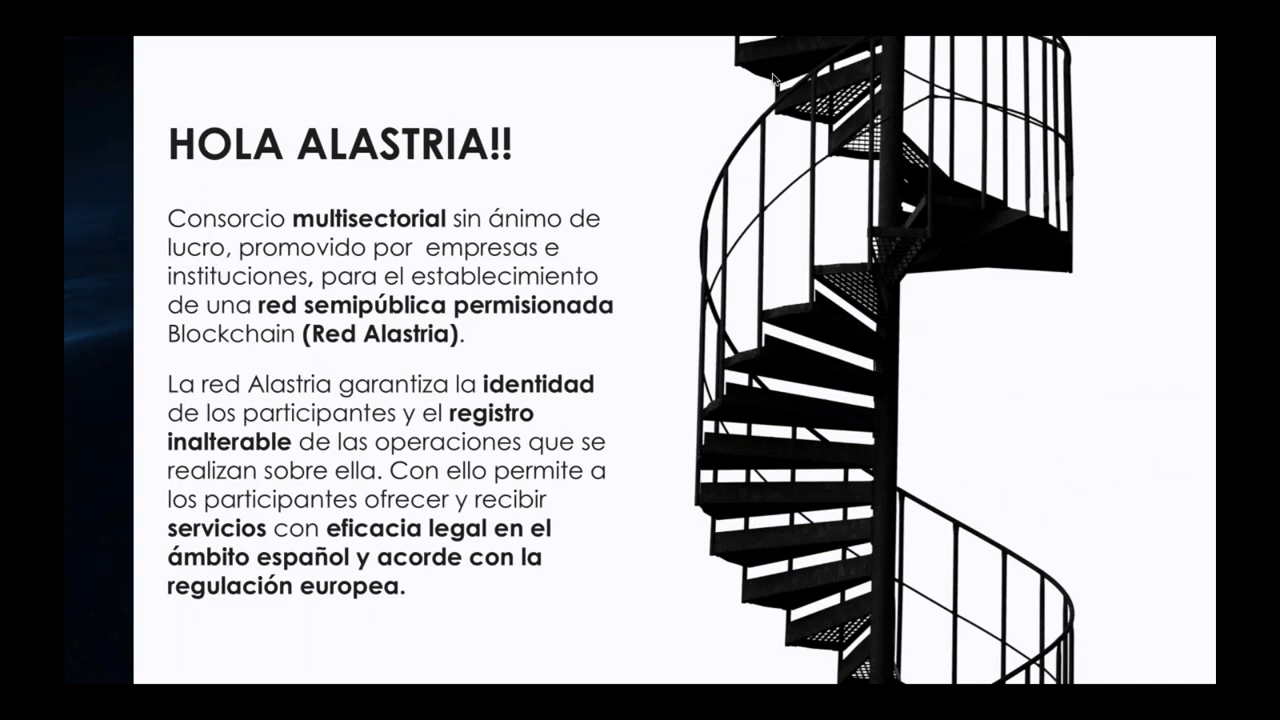 HOLA ALASTRIA!!
Consorcio multisectorial sin ánimo de
lucro, promovido por empresas e
instituciones, para el establecimiento
de una red semipública permisionada
Blockchain (Red Alastria).
La red Alastria garantiza la identidad
de los participantes y el registro
inalterable de las operaciones que se
realizan sobre ella. Con ello permite a
los participantes ofrecer y recibir
servicios con eficacia legal en el
ámbito español y acorde con la
regulación europea.